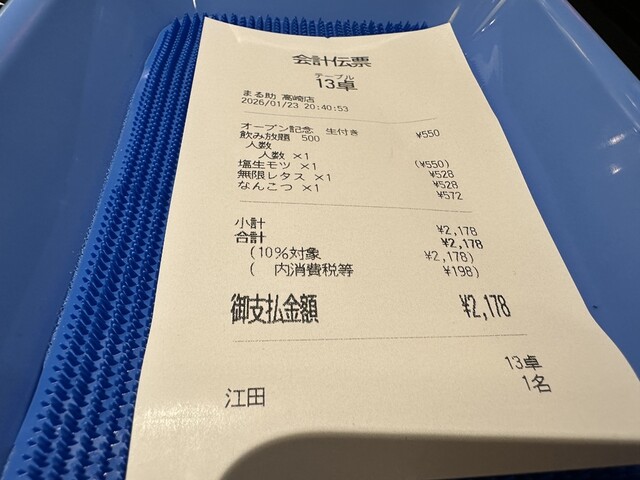 会計伝票
テーブル
13卓
まる助 高崎店
2026/01/23 20:40:53
オープン記念 生付き ¥550
飲み放題 500
人数
人数 ×1 (¥550)
塩生モツ ×1 ¥528
無限レタス ×1 ¥528
なんこつ ×1 ¥572
小計 ¥2,178
合計 ¥2,178
(10%対象 ¥2,178)
( 内消費税等 ¥198)
御支払金額 ¥2,178
13卓
江田 1名